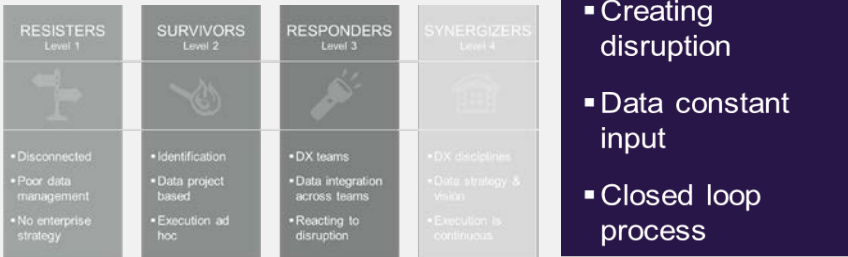 RESISTERS
Level 1
Disconnected
Poor data
management
No enterprise
strategy
SURVIVORS
Level 2
Identification
Data project
based
Execution ad
hoc
RESPONDERS
Level 3
DX teams
Data integration
across teams
Reacting to
disruption
SYNERGIZERS
Level 4
DX disciplines
Data strategy &
vision
Execution is
continuous
Creating
disruption
Data constant
input
Closed loop
process